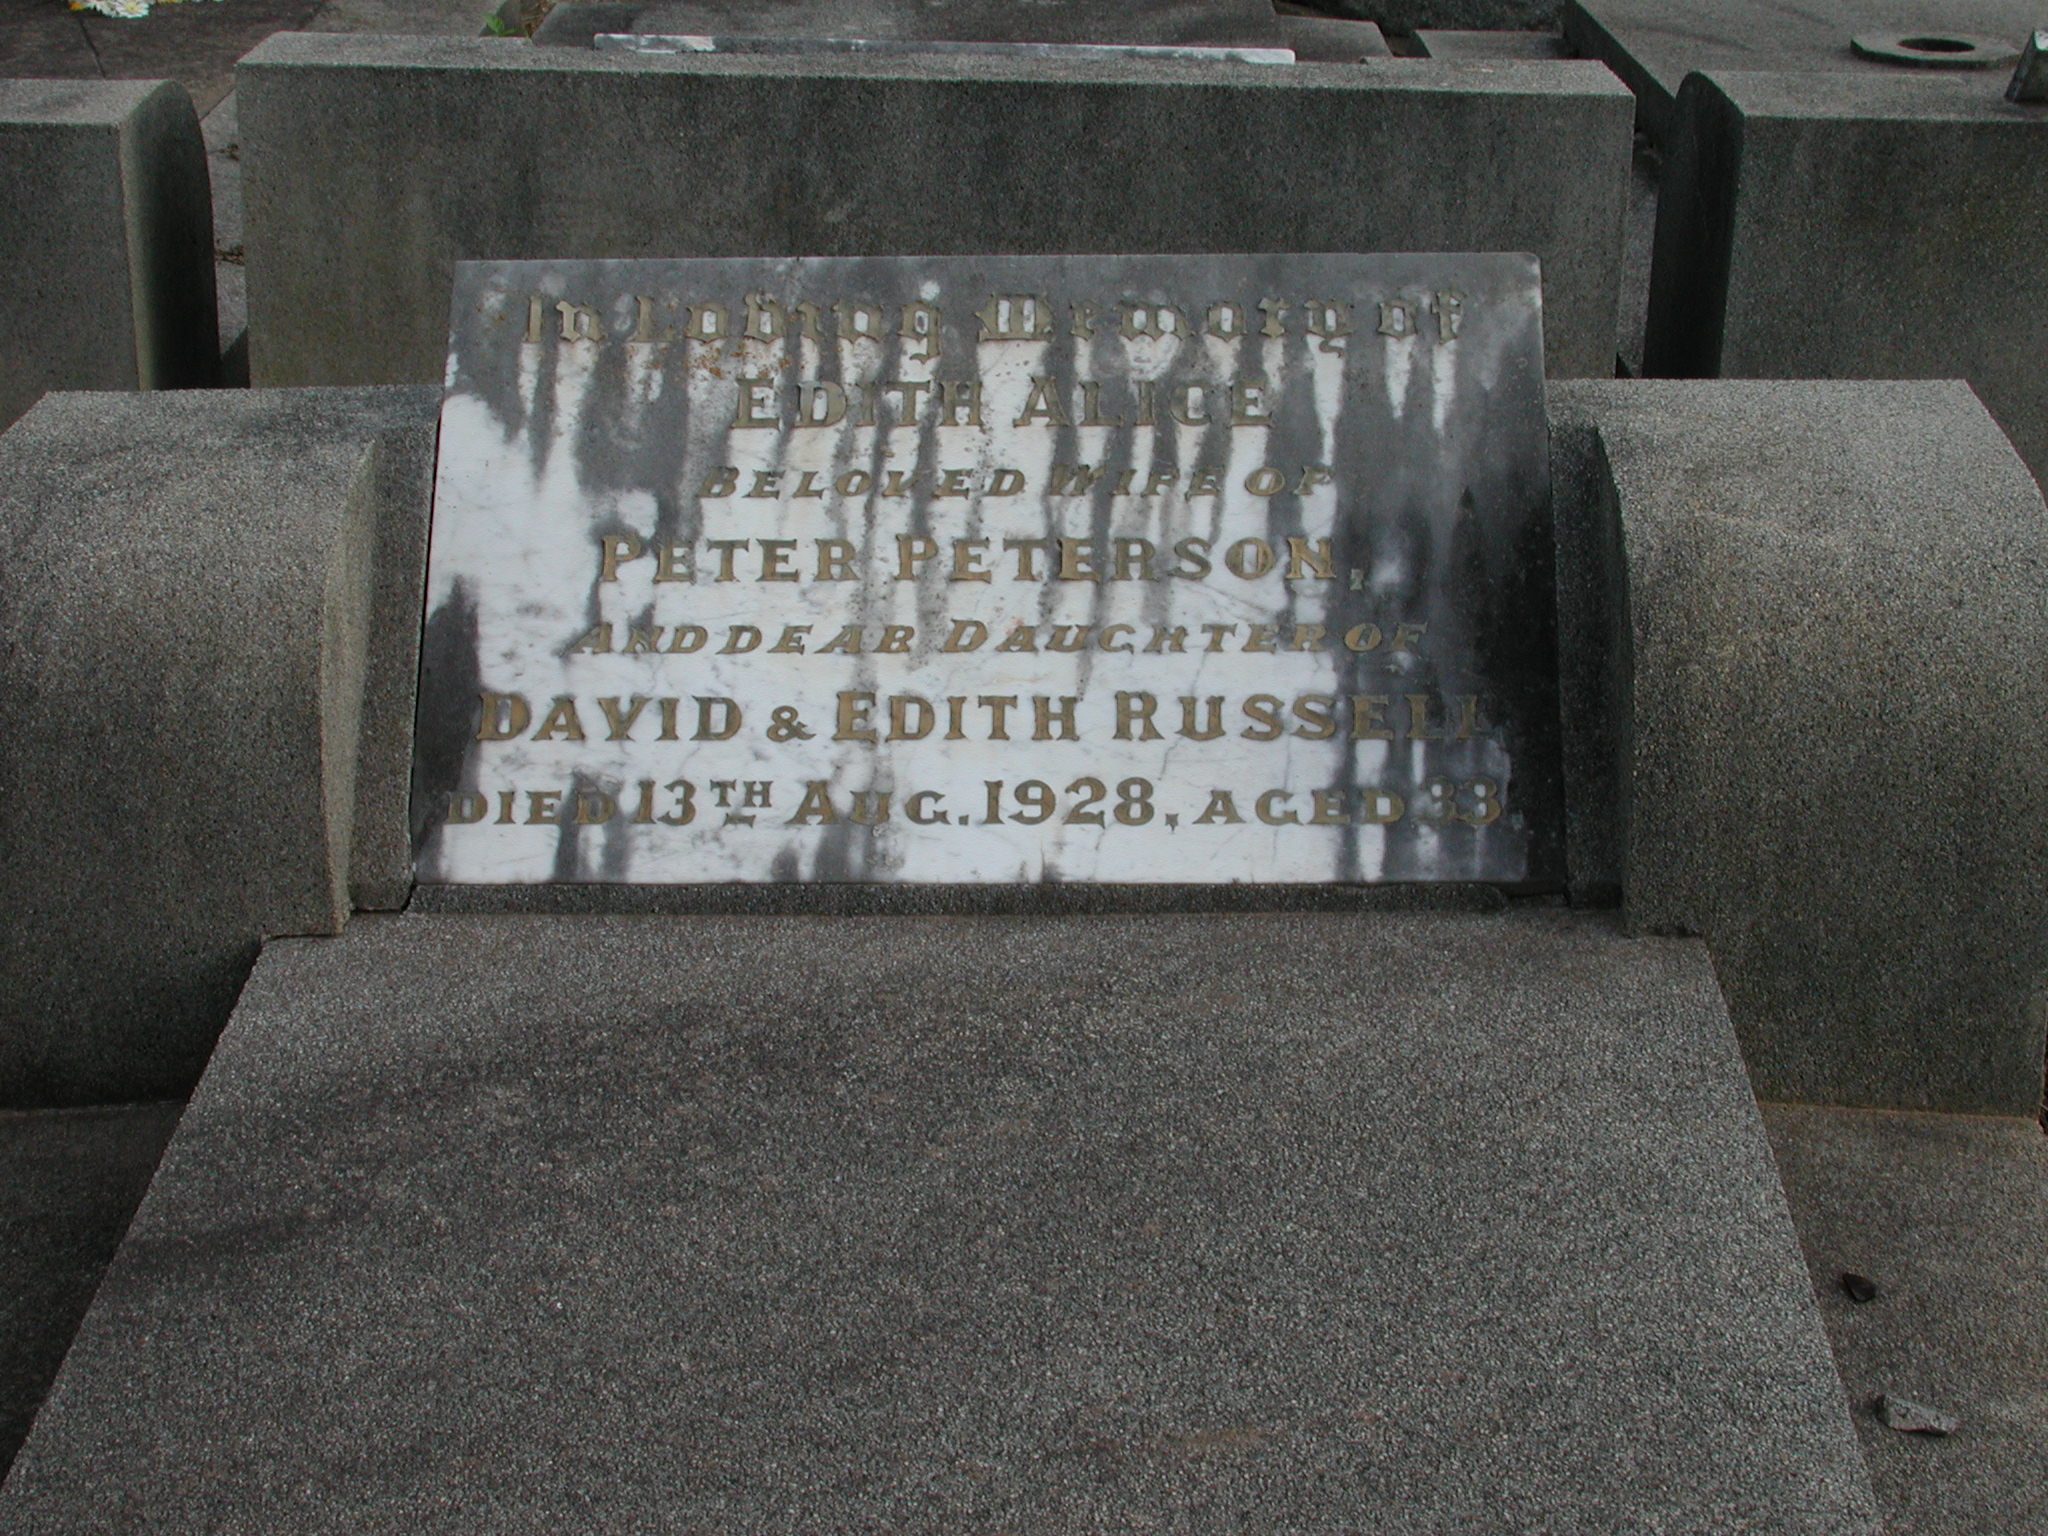 In Loving Memory of
EDITH ALICE
BELOVED WIFE OF
PETER PETERSON,
AND DEAR DAUGHTER OF
DAVID & EDITH RUSSELL
DIED 13TH AUG. 1928, AGED 33